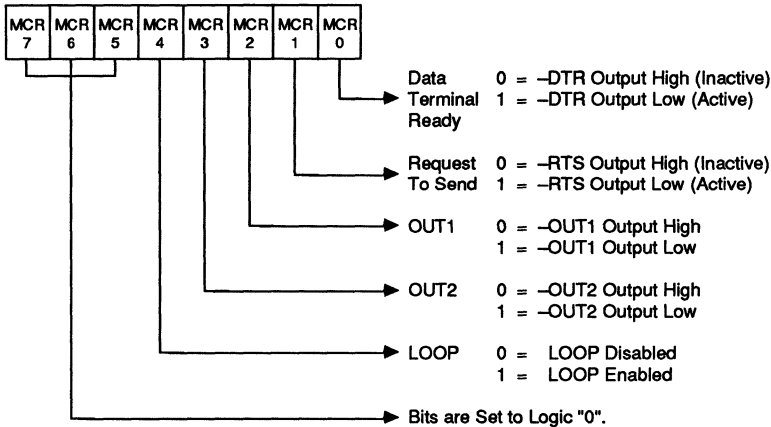 MCR MCR MCR MCR MCR MCR MCR MCR
7 6 5 4 3 2 1 0
Data 0 = –DTR Output High (Inactive)
Terminal 1 = –DTR Output Low (Active)
Ready
Request 0 = –RTS Output High (Inactive)
To Send 1 = –RTS Output Low (Active)
OUT1 0 = –OUT1 Output High
1 = –OUT1 Output Low
OUT2 0 = –OUT2 Output High
1 = –OUT2 Output Low
LOOP 0 = LOOP Disabled
1 = LOOP Enabled
Bits are Set to Logic "0".